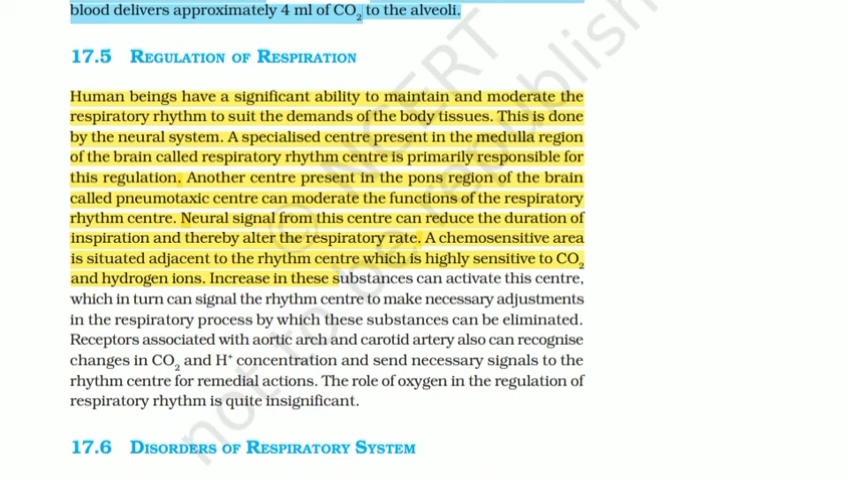 blood delivers approximately 4 ml of CO₂ to the alveoli.
17.5 REGULATION OF RESPIRATION
Human beings have a significant ability to maintain and moderate the
respiratory rhythm to suit the demands of the body tissues. This is done
by the neural system. A specialised centre present in the medulla region
of the brain called respiratory rhythm centre is primarily responsible for
this regulation. Another centre present in the pons region of the brain
called pneumotaxic centre can moderate the functions of the respiratory
rhythm centre. Neural signal from this centre can reduce the duration of
inspiration and thereby alter the respiratory rate. A chemosensitive area
is situated adjacent to the rhythm centre which is highly sensitive to CO₂
and hydrogen ions. Increase in these substances can activate this centre,
which in turn can signal the rhythm centre to make necessary adjustments
in the respiratory process by which these substances can be eliminated.
Receptors associated with aortic arch and carotid artery also can recognise
changes in CO₂ and H⁺ concentration and send necessary signals to the
rhythm centre for remedial actions. The role of oxygen in the regulation of
respiratory rhythm is quite insignificant.
17.6 DISORDERS OF RESPIRATORY SYSTEM
© NCERT
not to be republish